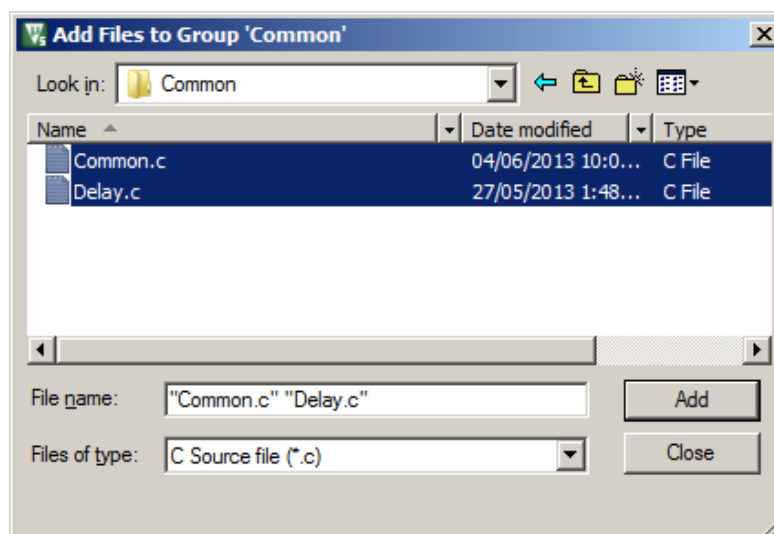 Add Files to Group 'Common'
Look in: Common
Name Date modified Type
Common.c 04/06/2013 10:0... C File
Delay.c 27/05/2013 1:48... C File
File name: "Common.c" "Delay.c" Add
Files of type: C Source file (*.c) Close